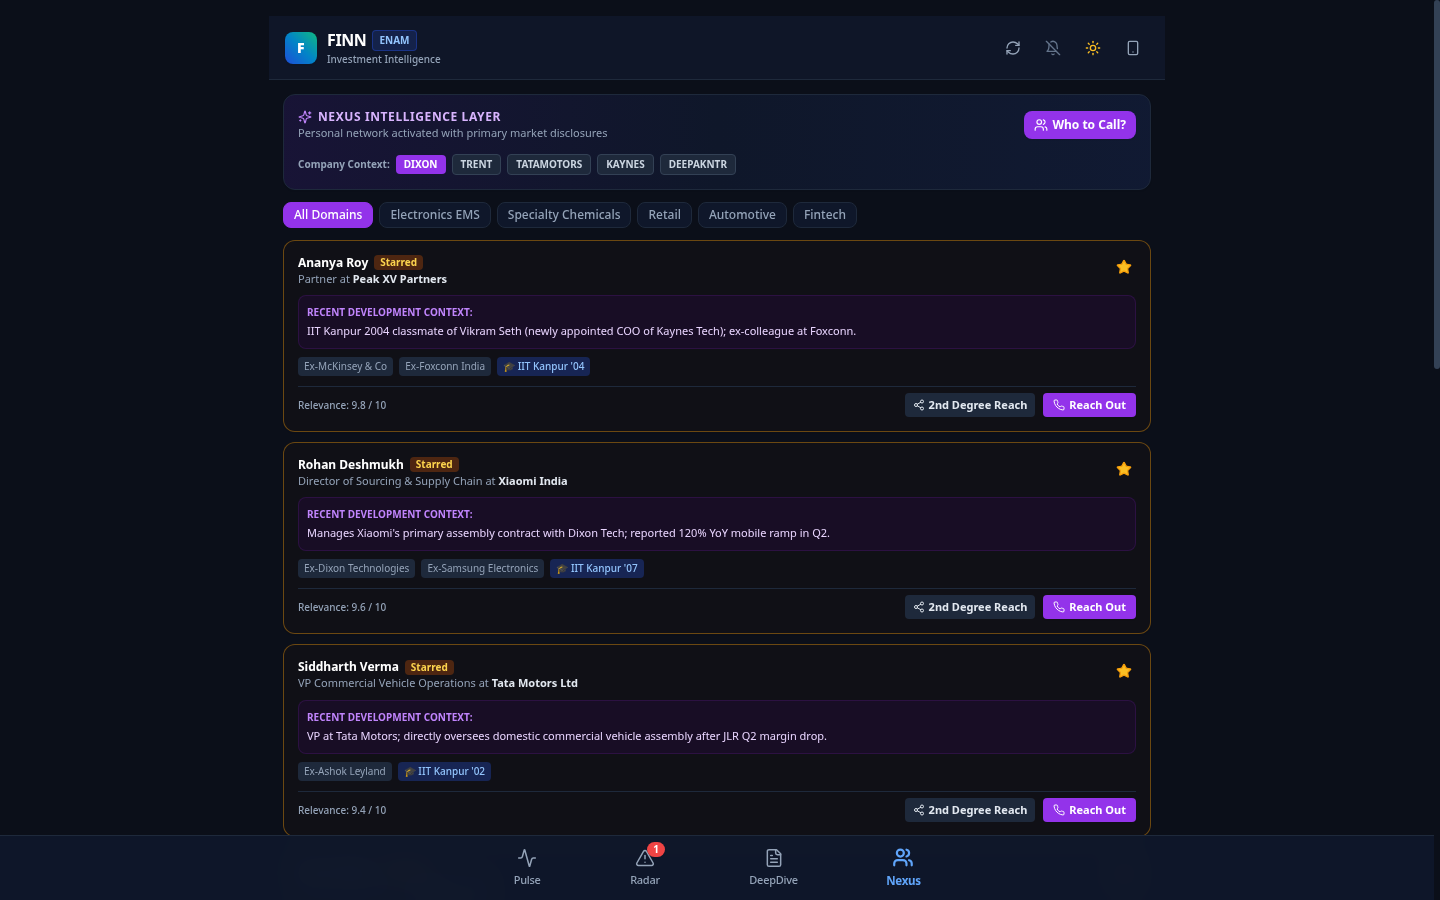 F
FINN ENAM
Investment Intelligence
NEXUS INTELLIGENCE LAYER
Personal network activated with primary market disclosures
Who to Call?
Company Context: DIXON TRENT TATAMOTORS KAYNES DEEPAKNTR
All Domains Electronics EMS Specialty Chemicals Retail Automotive Fintech
Ananya Roy Starred
Partner at Peak XV Partners
RECENT DEVELOPMENT CONTEXT:
IIT Kanpur 2004 classmate of Vikram Seth (newly appointed COO of Kaynes Tech); ex-colleague at Foxconn.
Ex-McKinsey & Co Ex-Foxconn India 🎓 IIT Kanpur '04
Relevance: 9.8 / 10 2nd Degree Reach Reach Out
Rohan Deshmukh Starred
Director of Sourcing & Supply Chain at Xiaomi India
RECENT DEVELOPMENT CONTEXT:
Manages Xiaomi's primary assembly contract with Dixon Tech; reported 120% YoY mobile ramp in Q2.
Ex-Dixon Technologies Ex-Samsung Electronics 🎓 IIT Kanpur '07
Relevance: 9.6 / 10 2nd Degree Reach Reach Out
Siddharth Verma Starred
VP Commercial Vehicle Operations at Tata Motors Ltd
RECENT DEVELOPMENT CONTEXT:
VP at Tata Motors; directly oversees domestic commercial vehicle assembly after JLR Q2 margin drop.
Ex-Ashok Leyland 🎓 IIT Kanpur '02
Relevance: 9.4 / 10 2nd Degree Reach Reach Out
1
Pulse Radar DeepDive Nexus